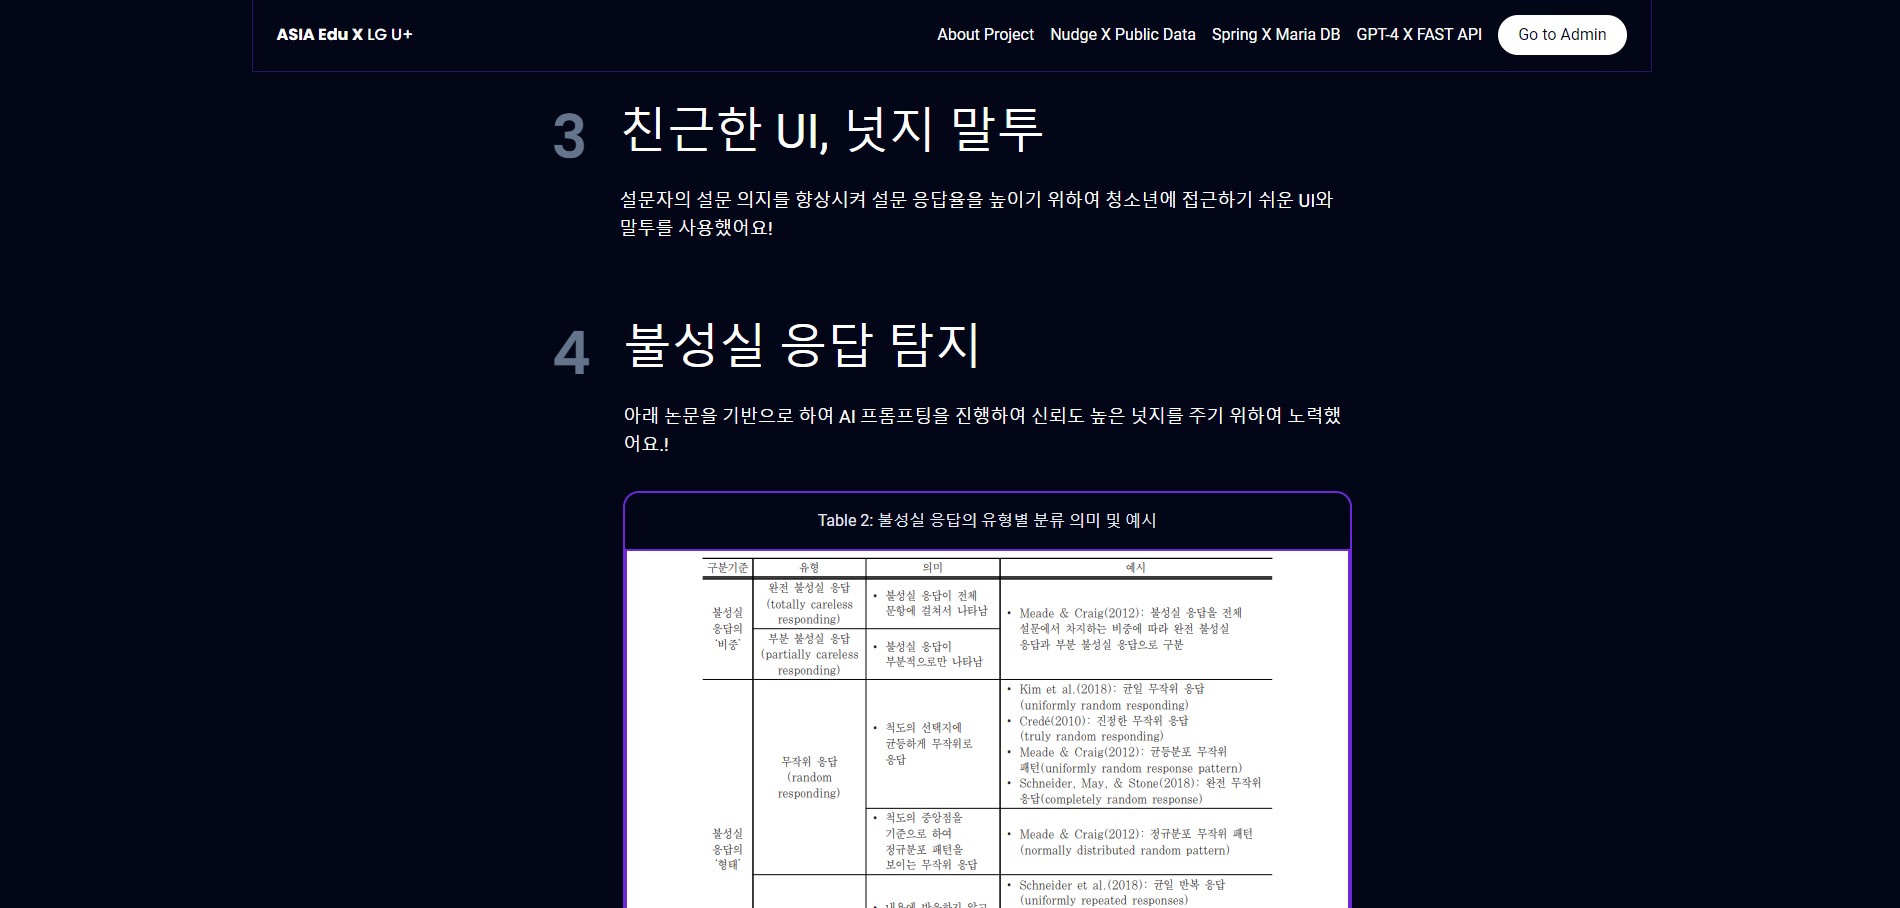 ASIA Edu X LG U+
About Project
Nudge X Public Data
Spring X Maria DB
GPT-4 X FAST API
Go to Admin
3
친근한 UI, 넛지 말투
설문자의 설문 의지를 향상시켜 설문 응답율을 높이기 위하여 청소년에 접근하기 쉬운 UI와
말투를 사용했어요!
4
불성실 응답 탐지
아래 논문을 기반으로 하여 AI 프롬프팅을 진행하여 신뢰도 높은 넛지를 주기 위하여 노력했
어요.!
Table 2: 불성실 응답의 유형별 분류 의미 및 예시
구분기준
유형
의미
예시
불성실
응답의
'비중'
완전 불성실 응답
(totally careless
responding)
• 불성실 응답이 전체
문항에 걸쳐서 나타남
• Meade & Craig(2012): 불성실 응답을 전체
설문에서 차지하는 비중에 따라 완전 불성실
응답과 부분 불성실 응답으로 구분
부분 불성실 응답
(partially careless
responding)
• 불성실 응답이
부분적으로만 나타남
불성실
응답의
'형태'
무작위 응답
(random
responding)
• 척도의 선택지에
균등하게 무작위로
응답
• Kim et al.(2018): 균일 무작위 응답
(uniformly random responding)
• Credé(2010): 진정한 무작위 응답
(truly random responding)
• Meade & Craig(2012): 균등분포 무작위
패턴(uniformly random response pattern)
• Schneider, May, & Stone(2018): 완전 무작위
응답(completely random response)
• 척도의 중앙점을
기준으로 하여
정규분포 패턴을
보이는 무작위 응답
• Meade & Craig(2012): 정규분포 무작위 패턴
(normally distributed random pattern)
• Schneider et al.(2018): 균일 반복 응답
(uniformly repeated responses)